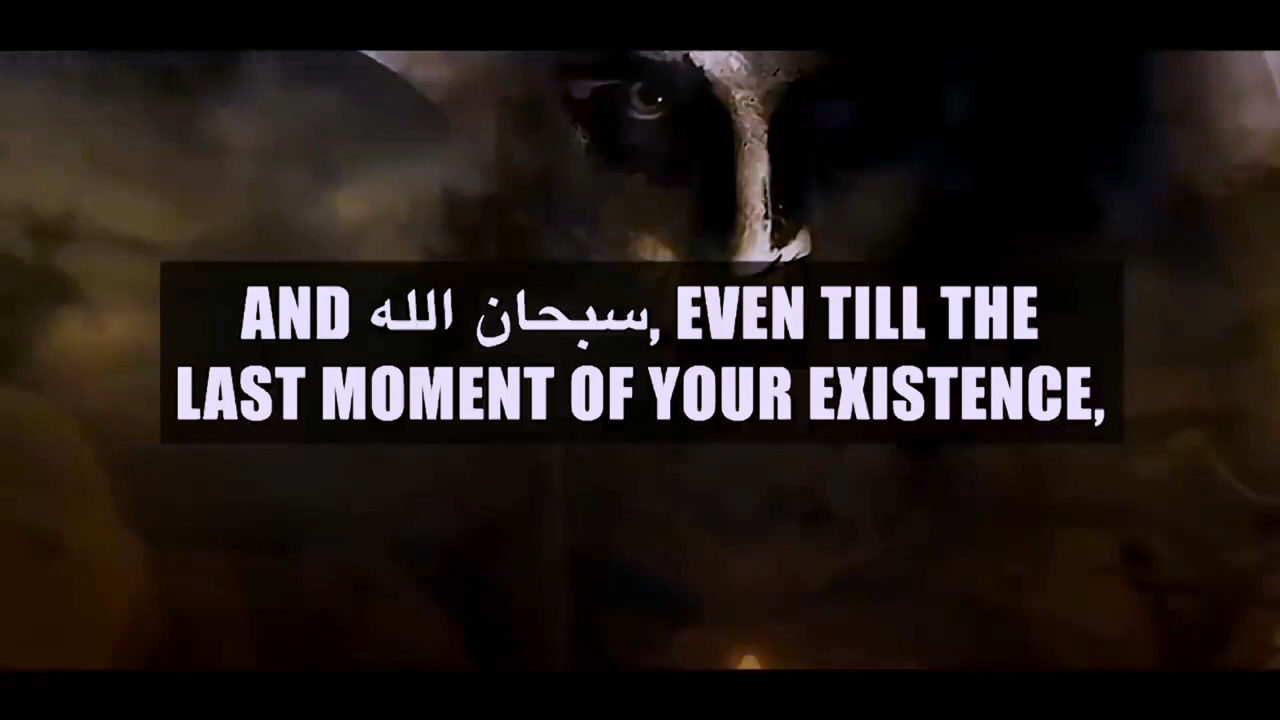 AND سبحان الله, EVEN TILL THE
LAST MOMENT OF YOUR EXISTENCE,